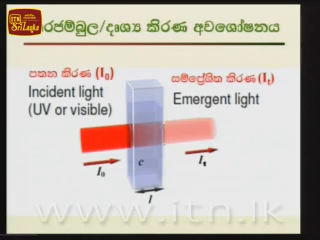 ITN
Sri Lanka
රජම්බුල/දෘශ්‍ය කිරණ අවශෝෂනය
පතන කිරණ (I₀)
Incident light
(UV or visible)
සම්ප්‍රේශිත කිරණ (Iₜ)
Emergent light
I₀
c
Iₜ
l
www.itn.lk